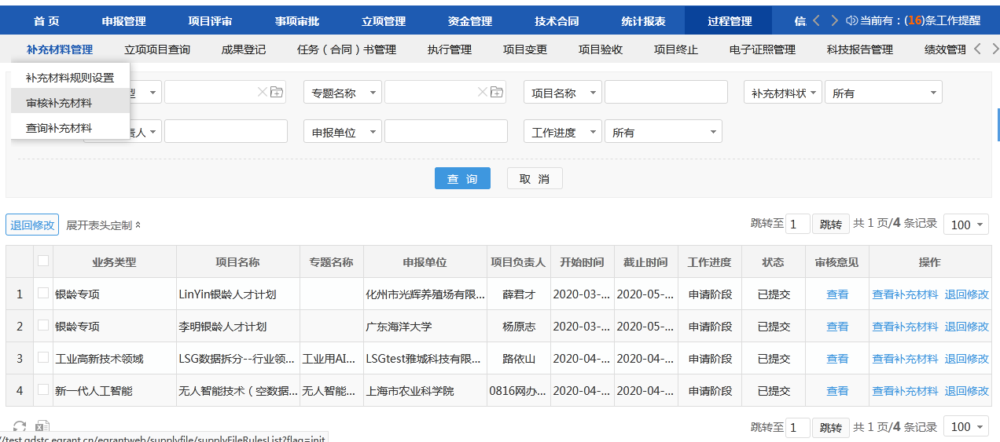 首 页 申报管理 项目评审 事项审批 立项管理 资金管理 技术合同 统计报表 过程管理 信 当前有：(16)条工作提醒
补充材料管理 立项项目查询 成果登记 任务（合同）书管理 执行管理 项目变更 项目验收 项目终止 电子证照管理 科技报告管理 绩效管理
补充材料规则设置
型 专题名称 项目名称 补充材料状 所有
审核补充材料
查询补充材料
责人 申报单位 工作进度 所有
查 询 取 消
退回修改 展开表头定制 跳转至 1 跳转 共 1 页/4 条记录 100
业务类型 项目名称 专题名称 申报单位 项目负责人 开始时间 截止时间 工作进度 状态 审核意见 操作
1 银龄专项 LinYin银龄人才计划 化州市光辉养殖场有限... 薛君才 2020-03-... 2020-05-... 申请阶段 已提交 查看 查看补充材料 退回修改
2 银龄专项 李明银龄人才计划 广东海洋大学 杨原志 2020-03-... 2020-05-... 申请阶段 已提交 查看 查看补充材料 退回修改
3 工业高新技术领域 LSG数据拆分--行业领... 工业用AI... LSGtest雅城科技有限... 路依山 2020-04-... 2020-04-... 申请阶段 已提交 查看 查看补充材料 退回修改
4 新一代人工智能 无人智能技术（空数据... 无人智能... 上海市农业科学院 0816网办... 2020-04-... 2020-04-... 申请阶段 已提交 查看 查看补充材料 退回修改
跳转至 1 跳转 共 1 页/4 条记录 100
//test.gdstc.egrant.cn/egrantweb/supplyfile/supplyFileRulesList?flag=init